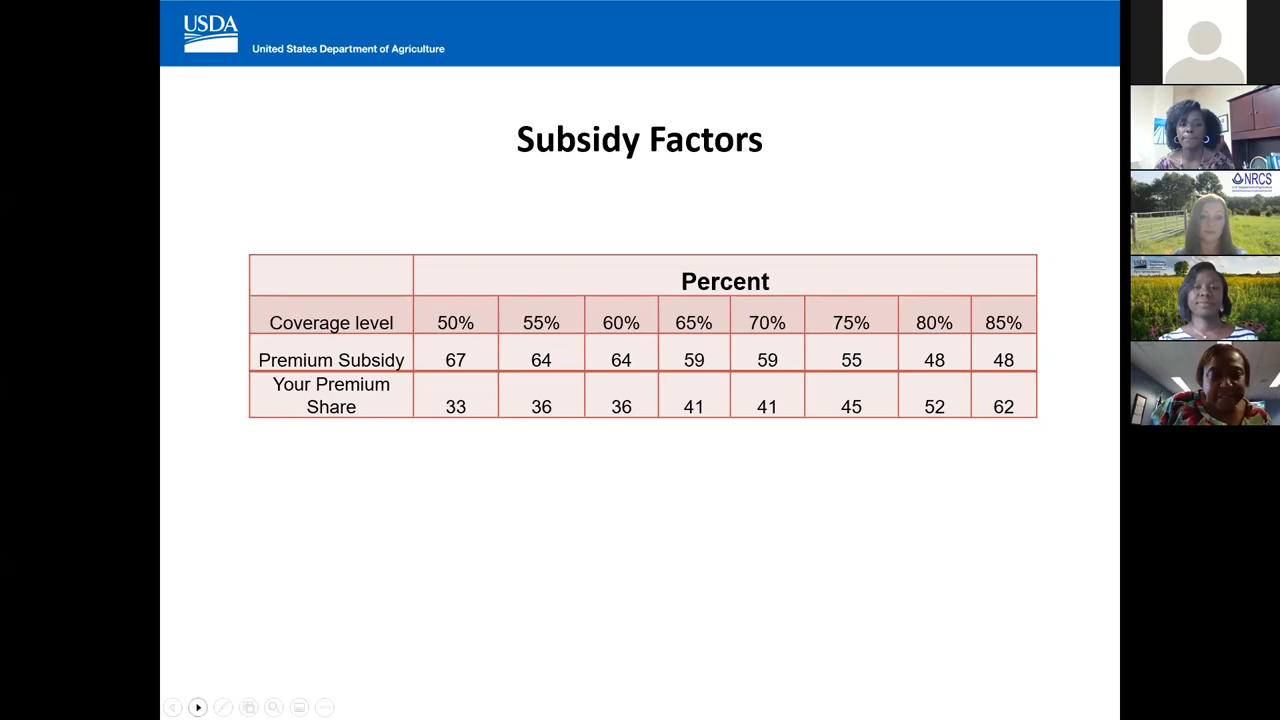 USDA
United States Department of Agriculture
Subsidy Factors
Percent
Coverage level 50% 55% 60% 65% 70% 75% 80% 85%
Premium Subsidy 67 64 64 59 59 55 48 48
Your Premium
Share 33 36 36 41 41 45 52 62
NRCS
USDA